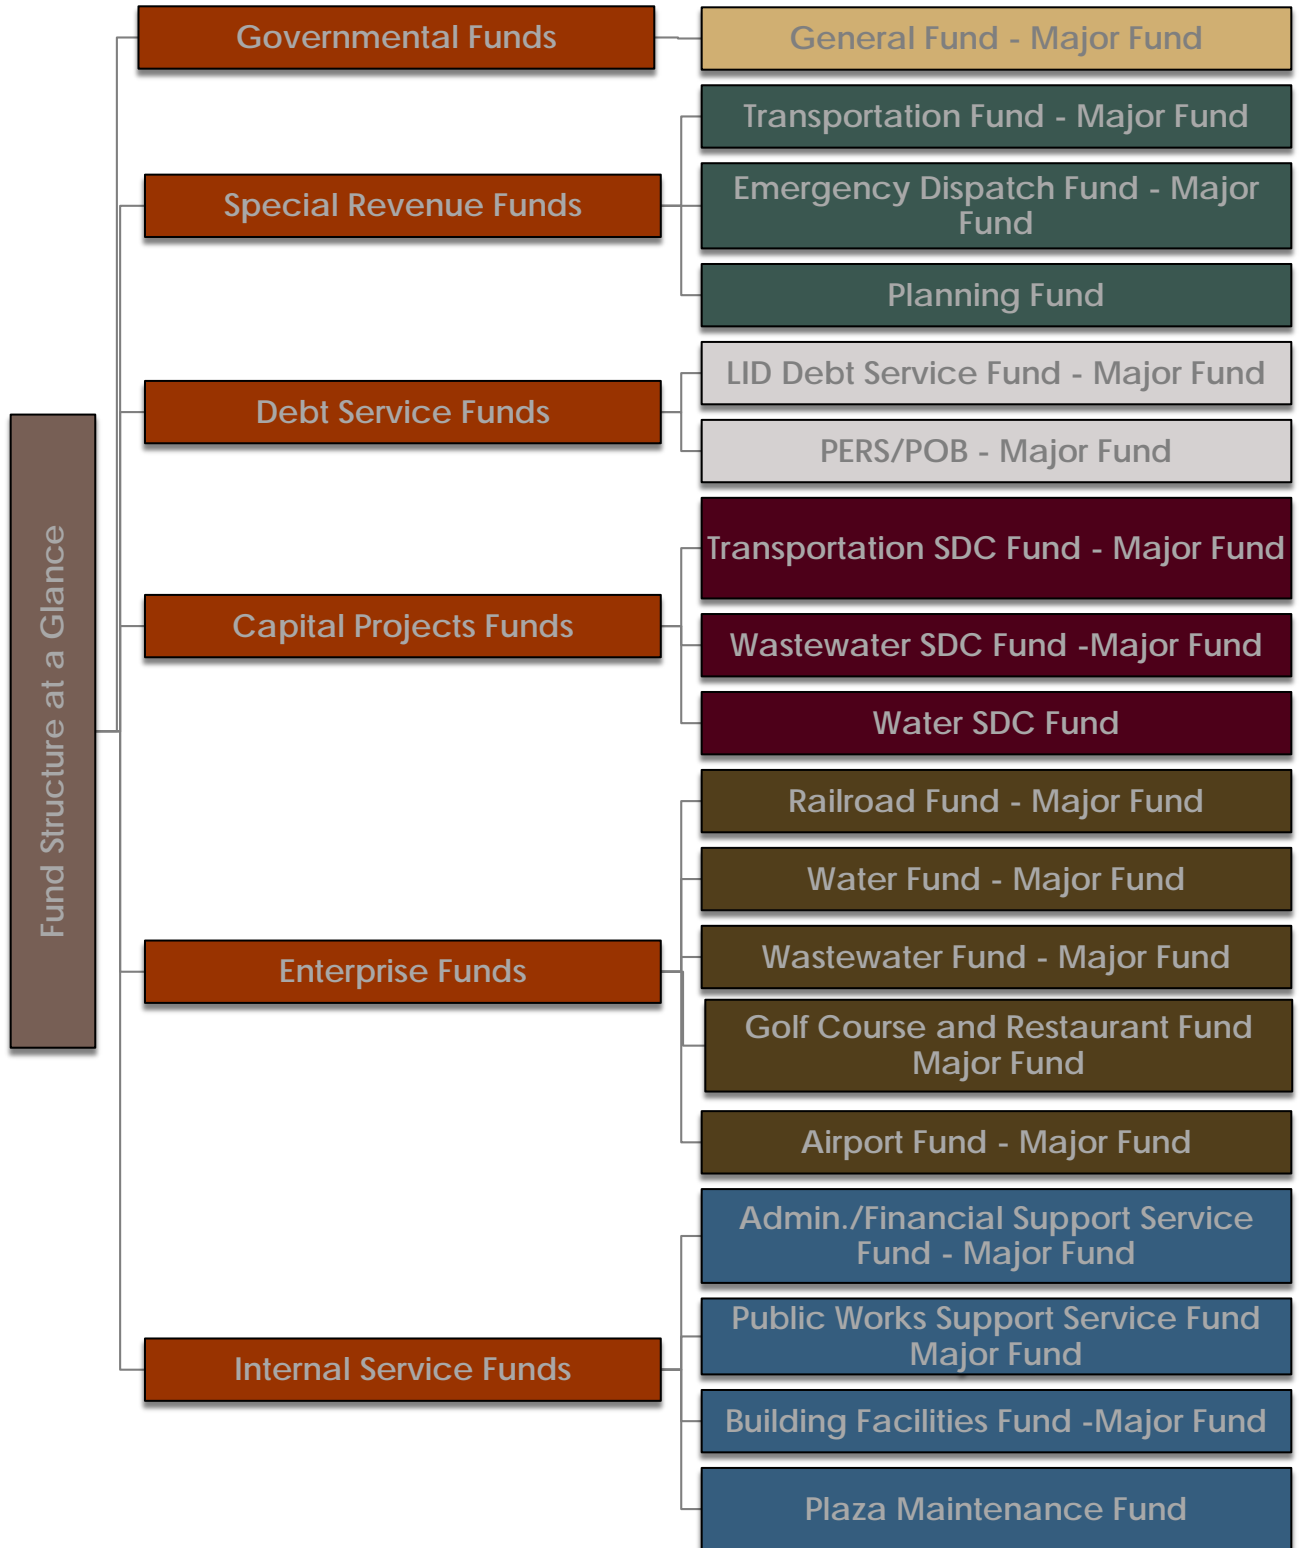 Fund Structure at a Glance
Governmental Funds
General Fund - Major Fund
Special Revenue Funds
Transportation Fund - Major Fund
Emergency Dispatch Fund - Major
Fund
Planning Fund
Debt Service Funds
LID Debt Service Fund - Major Fund
PERS/POB - Major Fund
Capital Projects Funds
Transportation SDC Fund - Major Fund
Wastewater SDC Fund -Major Fund
Water SDC Fund
Enterprise Funds
Railroad Fund - Major Fund
Water Fund - Major Fund
Wastewater Fund - Major Fund
Golf Course and Restaurant Fund
Major Fund
Airport Fund - Major Fund
Internal Service Funds
Admin./Financial Support Service
Fund - Major Fund
Public Works Support Service Fund
Major Fund
Building Facilities Fund -Major Fund
Plaza Maintenance Fund